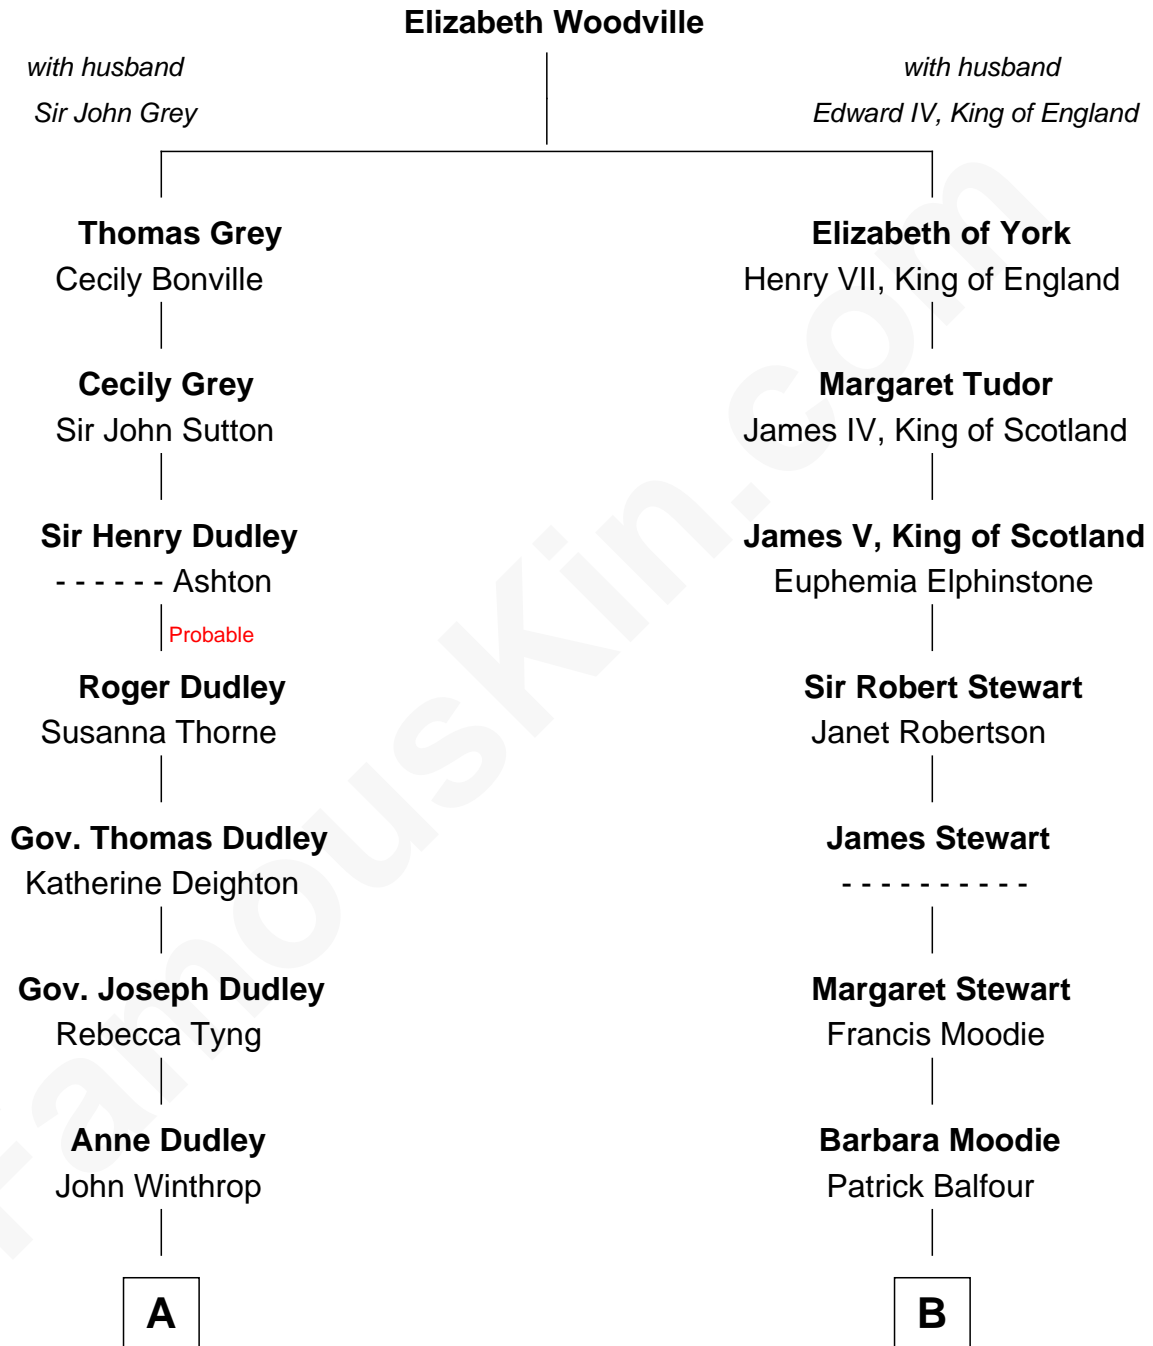 Elizabeth Woodville
with husband
Sir John Grey
with husband
Edward IV, King of England
Thomas Grey
Cecily Bonville
Elizabeth of York
Henry VII, King of England
Cecily Grey
Sir John Sutton
Margaret Tudor
James IV, King of Scotland
Sir Henry Dudley
- - - - - - Ashton
James V, King of Scotland
Euphemia Elphinstone
Probable
Roger Dudley
Susanna Thorne
Sir Robert Stewart
Janet Robertson
Gov. Thomas Dudley
Katherine Deighton
James Stewart
- - - - - - - - - -
Gov. Joseph Dudley
Rebecca Tyng
Margaret Stewart
Francis Moodie
Anne Dudley
John Winthrop
Barbara Moodie
Patrick Balfour
A
B
FamousKin.com